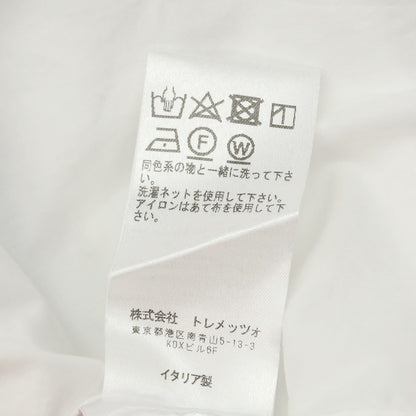 F W
同色系の物と一緒に洗って下さ
い。
洗濯ネットを使用して下さい。
アイロンはあて布を使用して下さ
い。
株式会社 トレメッツォ
東京都港区南青山5-13-3
KDXビル6F
イタリア製